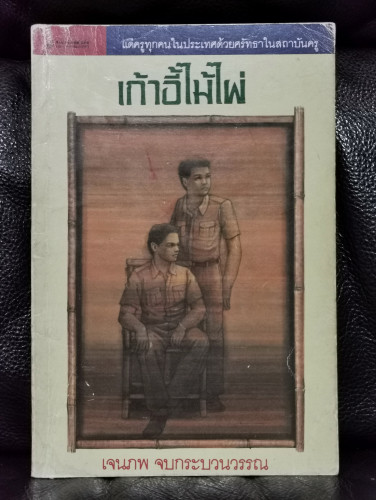 แด่ครูทุกคนในประเทศด้วยศรัทธาในสถาบันครู
เก้าอี้ไม้ไผ่
เจนภพ จบกระบวนวรรณ